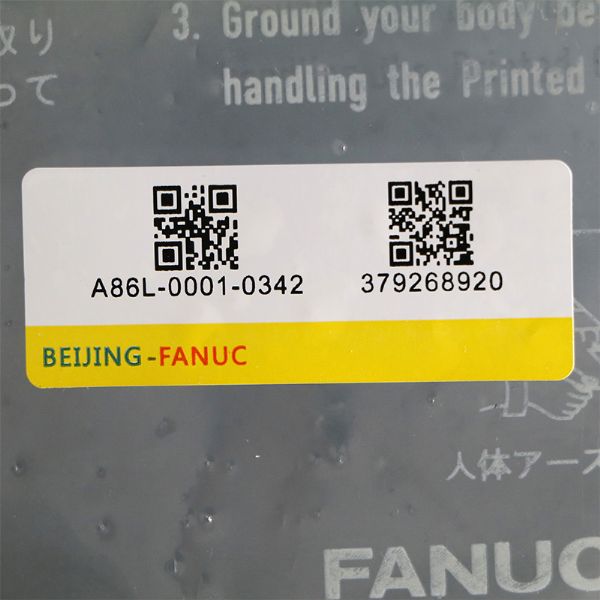 3. Ground your body be
handling the Printed
取り
って
A86L-0001-0342
379268920
BEIJING-FANUC
人体アース
FANUC